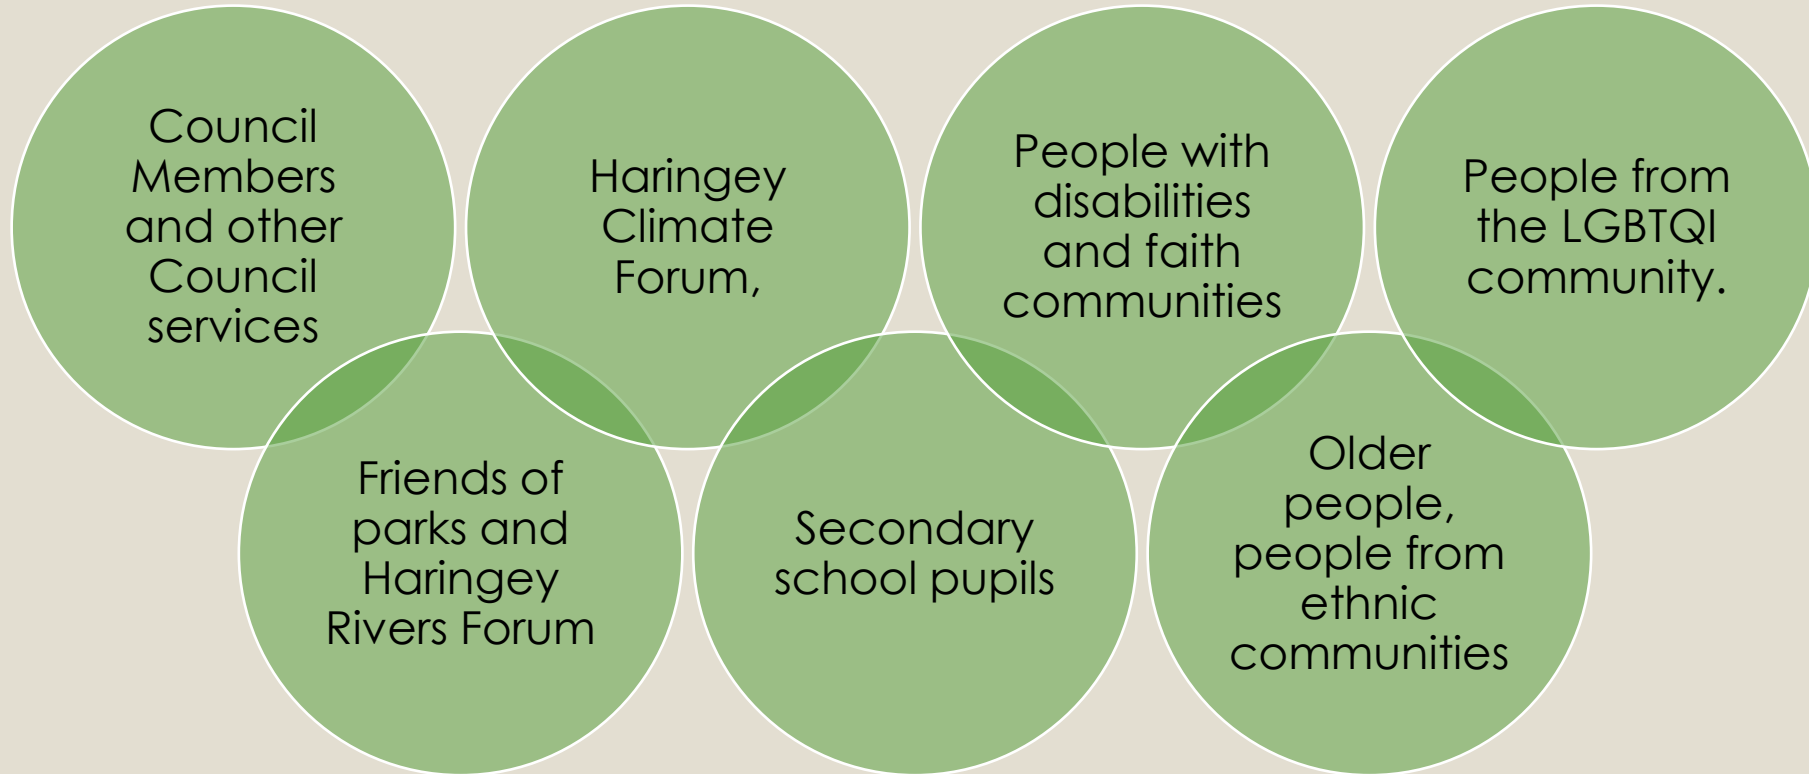 Council
Members
and other
Council
services
Friends of
parks and
Haringey
Rivers Forum
Haringey
Climate
Forum,
Secondary
school pupils
People with
disabilities
and faith
communities
Older
people,
people from
ethnic
communities
People from
the LGBTQI
community.